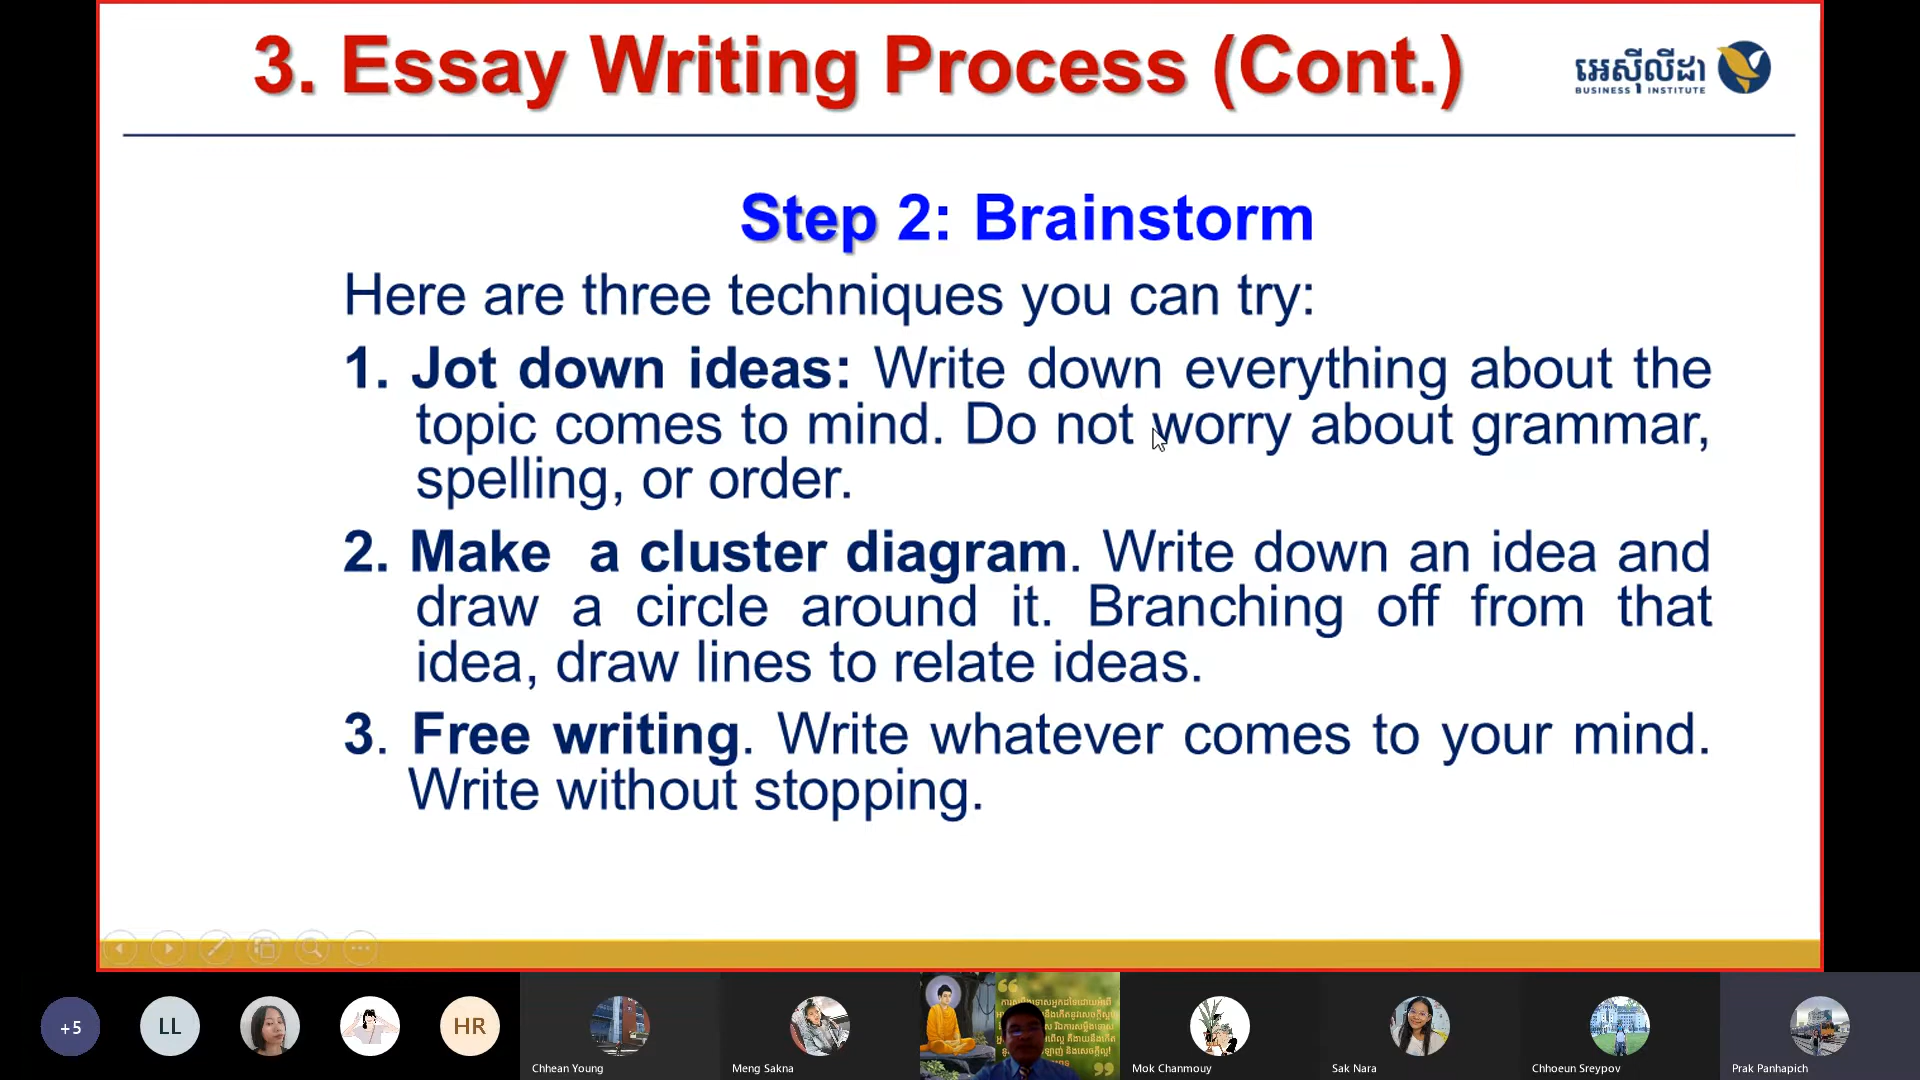 3. Essay Writing Process (Cont.)
អេស៊ីលីដា
BUSINESS INSTITUTE
Step 2: Brainstorm
Here are three techniques you can try:
1. Jot down ideas: Write down everything about the
topic comes to mind. Do not worry about grammar,
spelling, or order.
2. Make a cluster diagram. Write down an idea and
draw a circle around it. Branching off from that
idea, draw lines to relate ideas.
3. Free writing. Write whatever comes to your mind.
Write without stopping.
+5
LL
HR
Chhean Young
Meng Sakna
Mok Chanmouy
Sak Nara
Chhoeun Sreypov
Prak Panhapich